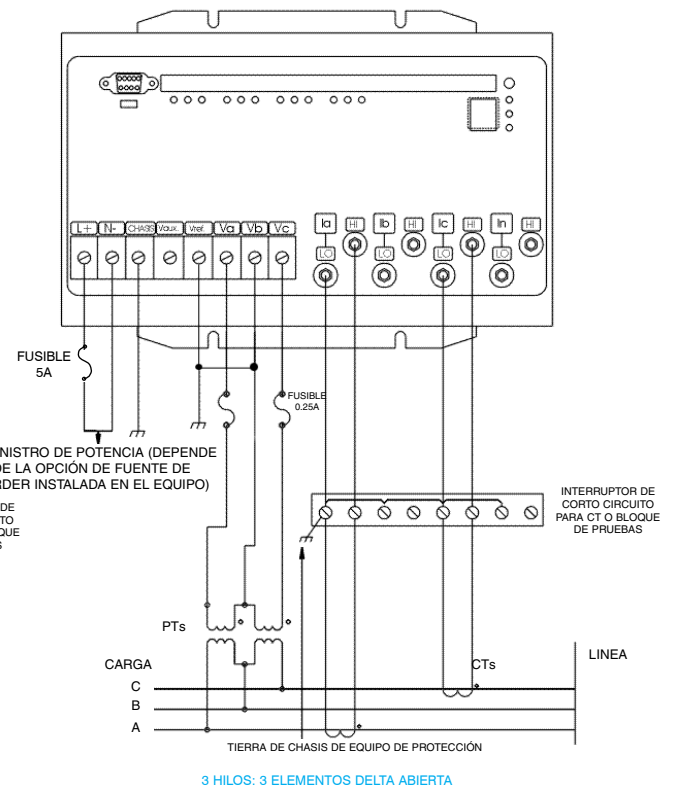 L+ N- CHASIS Vaux. Vref. Va Vb Vc
Ia HI Ib HI Ic HI In HI
LO LO LO LO
FUSIBLE
5A
FUSIBLE
0.25A
NISTRO DE POTENCIA (DEPENDE
DE LA OPCIÓN DE FUENTE DE
RDER INSTALADA EN EL EQUIPO)
DE
TO
QUE
S
INTERRUPTOR DE
CORTO CIRCUITO
PARA CT O BLOQUE
DE PRUEBAS
PTs
CARGA
CTs
LINEA
C
B
A
TIERRA DE CHASIS DE EQUIPO DE PROTECCIÓN
3 HILOS: 3 ELEMENTOS DELTA ABIERTA